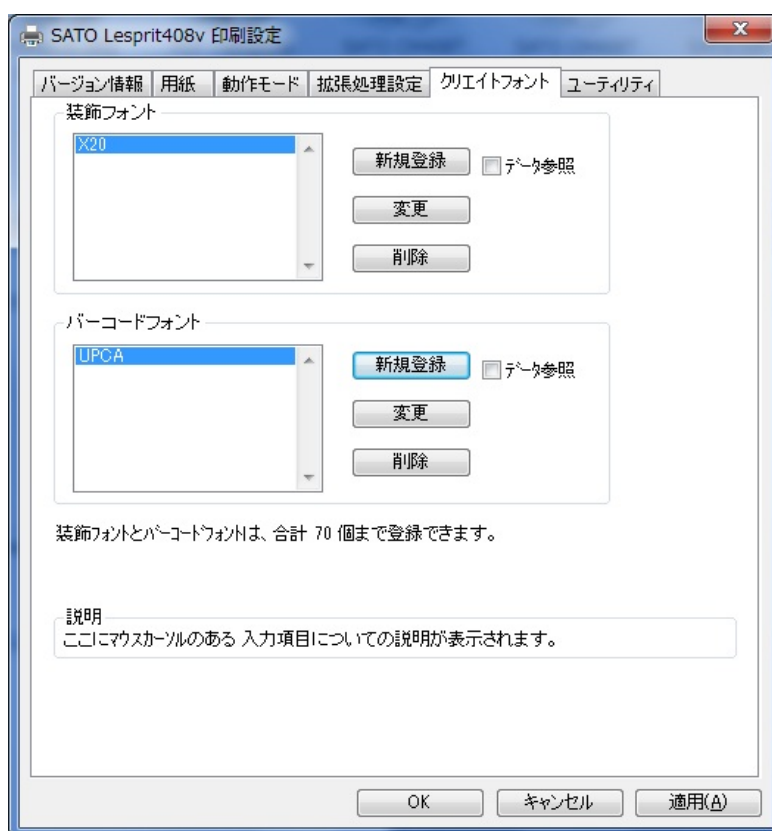 SATO Lesprit408v 印刷設定
バージョン情報 用紙 動作モード 拡張処理設定 クリエイトフォント ユーティリティ
装飾フォント
X20
新規登録 データ参照
変更
削除
バーコードフォント
UPCA
新規登録 データ参照
変更
削除
装飾フォントとバーコードフォントは、合計 70 個まで登録できます。
説明
ここにマウスカーソルのある 入力項目についての説明が表示されます。
OK キャンセル 適用(A)